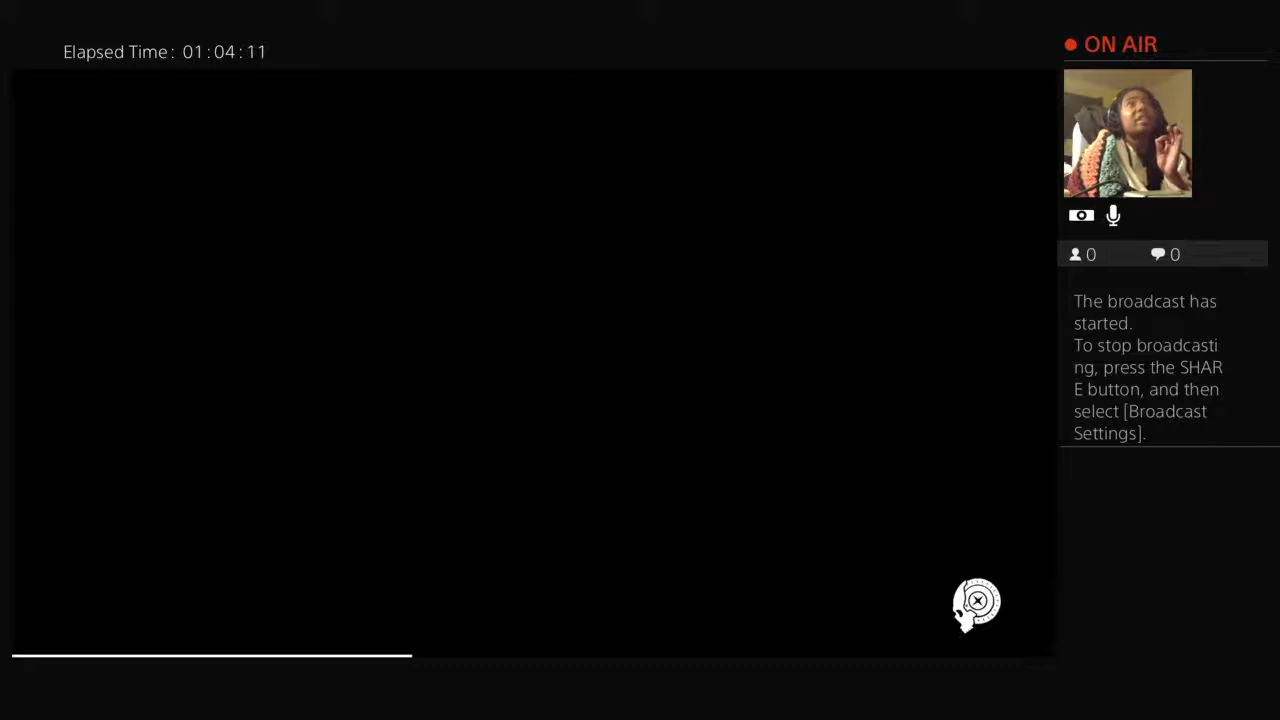 Elapsed Time: 01:04:11
ON AIR
0
0
The broadcast has
started.
To stop broadcasti
ng, press the SHAR
E button, and then
select [Broadcast
Settings].